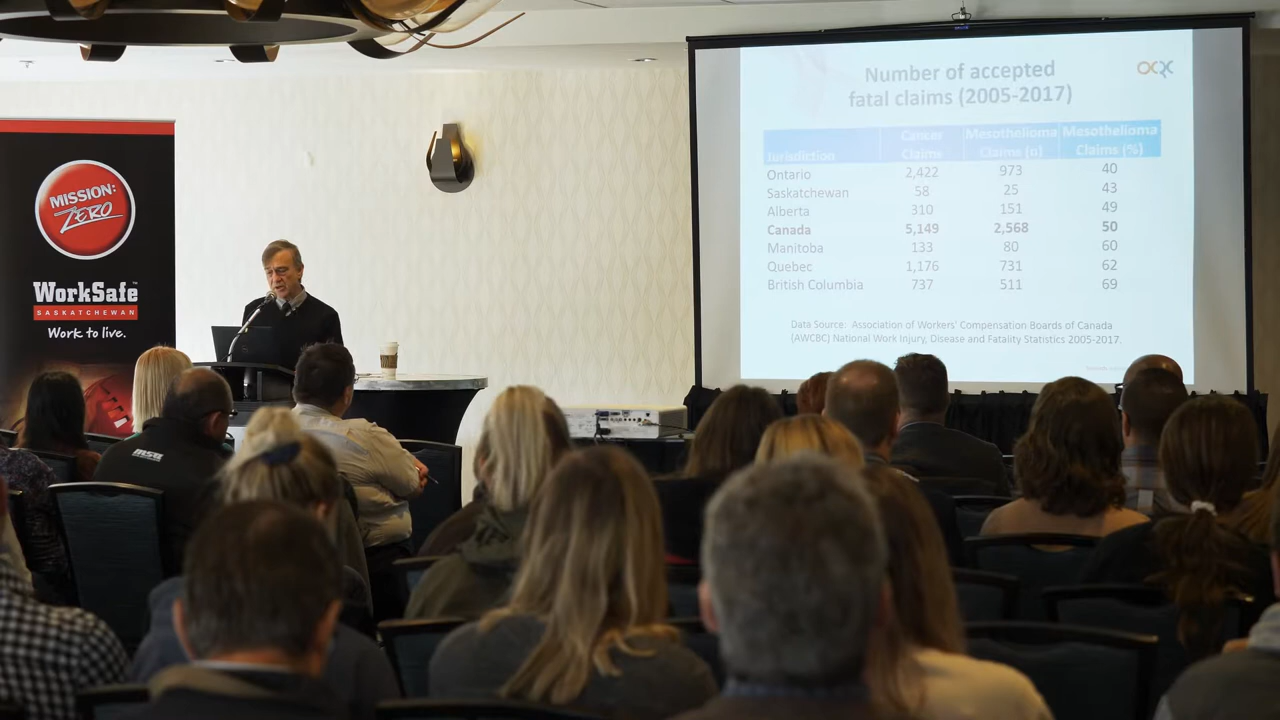 MISSION:
ZERO
WorkSafe™
SASKATCHEWAN
Work to live.
MSB
Number of accepted
fatal claims (2005-2017)
OCRC
Jurisdiction Cancer Claims Mesothelioma Claims (n) Mesothelioma Claims (%)
Ontario 2,422 973 40
Saskatchewan 58 25 43
Alberta 310 151 49
Canada 5,149 2,568 50
Manitoba 133 80 60
Quebec 1,176 731 62
British Columbia 737 511 69
Data Source: Association of Workers' Compensation Boards of Canada
(AWCBC) National Work Injury, Disease and Fatality Statistics 2005-2017.